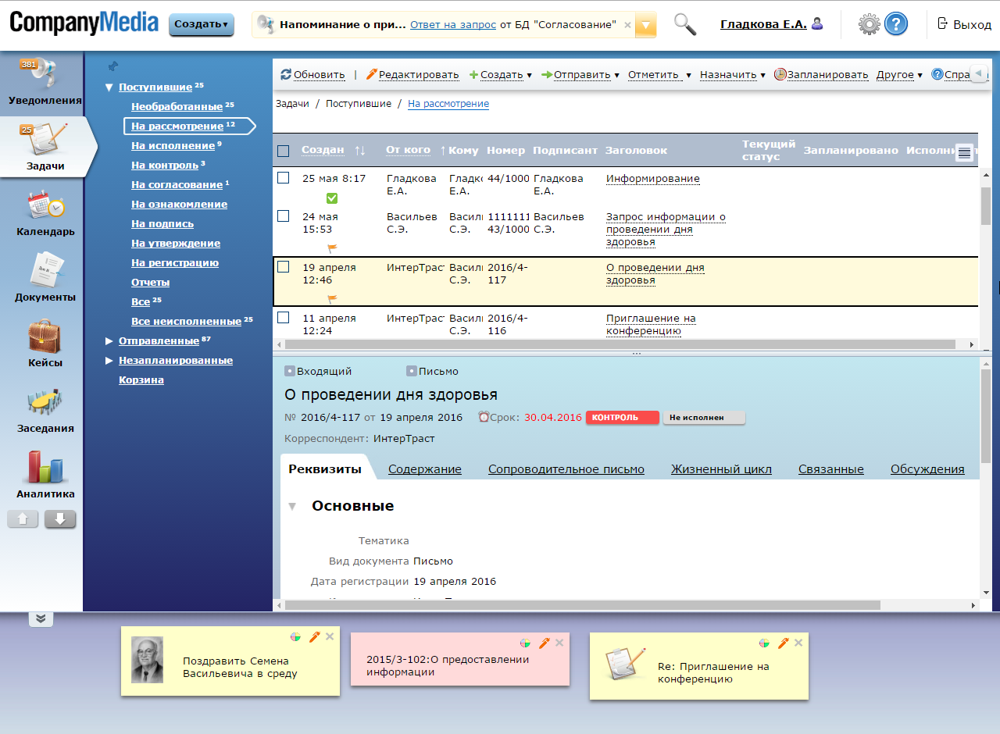 CompanyMedia
Создать ▾
Напоминание о при... Ответ на запрос от БД "Согласование" ×
Гладкова Е.А.
?
Выход
381
Уведомления
25
Задачи
Календарь
Документы
Кейсы
Заседания
Аналитика
▼ Поступившие 25
Необработанные 25
На рассмотрение 12
На исполнение 9
На контроль 3
На согласование 1
На ознакомление
На подпись
На утверждение
На регистрацию
Отчеты
Все 25
Все неисполненные 25
▶ Отправленные 87
▶ Незапланированные
Корзина
Обновить | Редактировать Создать ▾ Отправить ▾ Отметить ▾ Назначить ▾ Запланировать Другое ▾ Спра
Задачи / Поступившие / На рассмотрение
Создан ↑↓ От кого ↑ Кому Номер Подписант Заголовок Текущий статус Запланировано Исполни
25 мая 8:17 Гладкова Е.А. Гладк Е.А. 44/1000 Гладкова Е.А. Информирование
24 мая 15:53 Васильев С.Э. Васил С.Э. 1111111 43/1000 Васильев С.Э. Запрос информации о проведении дня здоровья
19 апреля 12:46 ИнтерТраст Васил С.Э. 2016/4-117 О проведении дня здоровья
11 апреля 12:24 ИнтерТраст Васил С.Э. 2016/4-116 Приглашение на конференцию
Входящий Письмо
О проведении дня здоровья
№ 2016/4-117 от 19 апреля 2016 Срок: 30.04.2016 КОНТРОЛЬ Не исполнен
Корреспондент: ИнтерТраст
Реквизиты Содержание Сопроводительное письмо Жизненный цикл Связанные Обсуждения
Основные
Тематика
Вид документа Письмо
Дата регистрации 19 апреля 2016
Поздравить Семена
Васильевича в среду
2015/3-102:О предоставлении
информации
Re: Приглашение на
конференцию